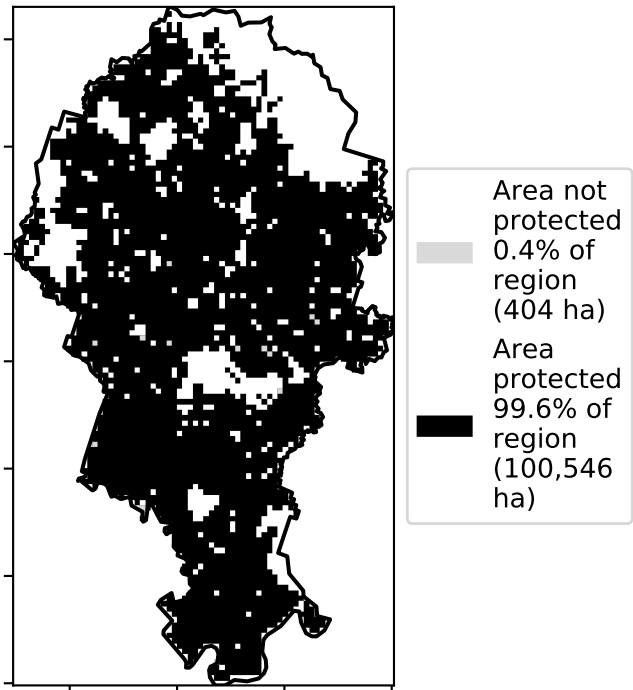 Area not
protected
0.4% of
region
(404 ha)
Area
protected
99.6% of
region
(100,546
ha)